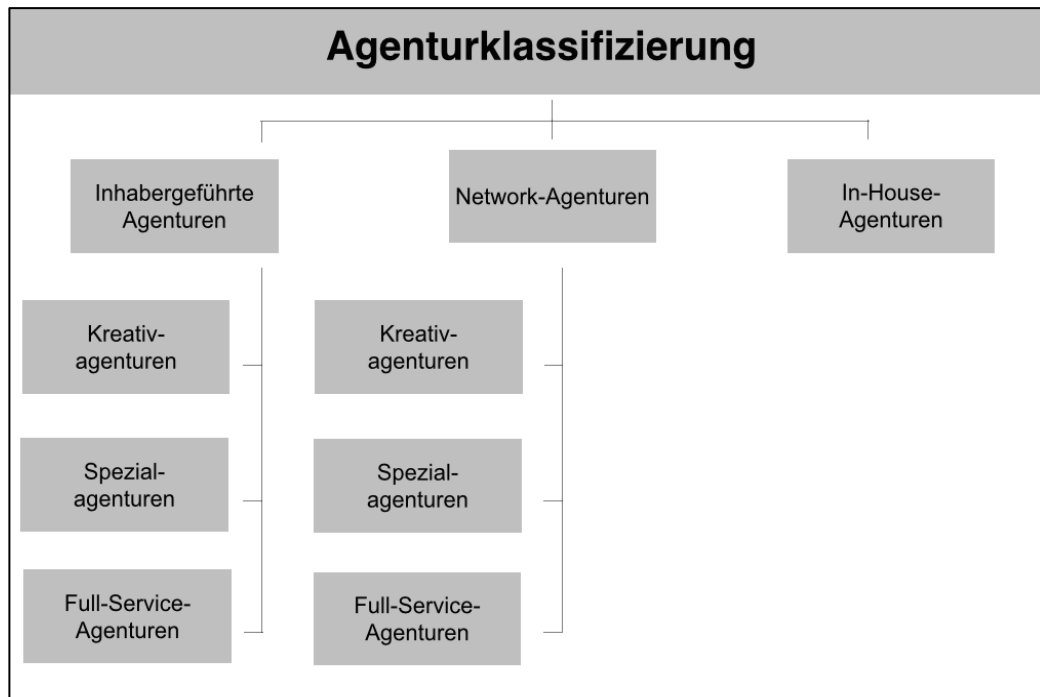 Agenturklassifizierung
Inhabergeführte
Agenturen
Network-Agenturen
In-House-
Agenturen
Kreativ-
agenturen
Kreativ-
agenturen
Spezial-
agenturen
Spezial-
agenturen
Full-Service-
Agenturen
Full-Service-
Agenturen